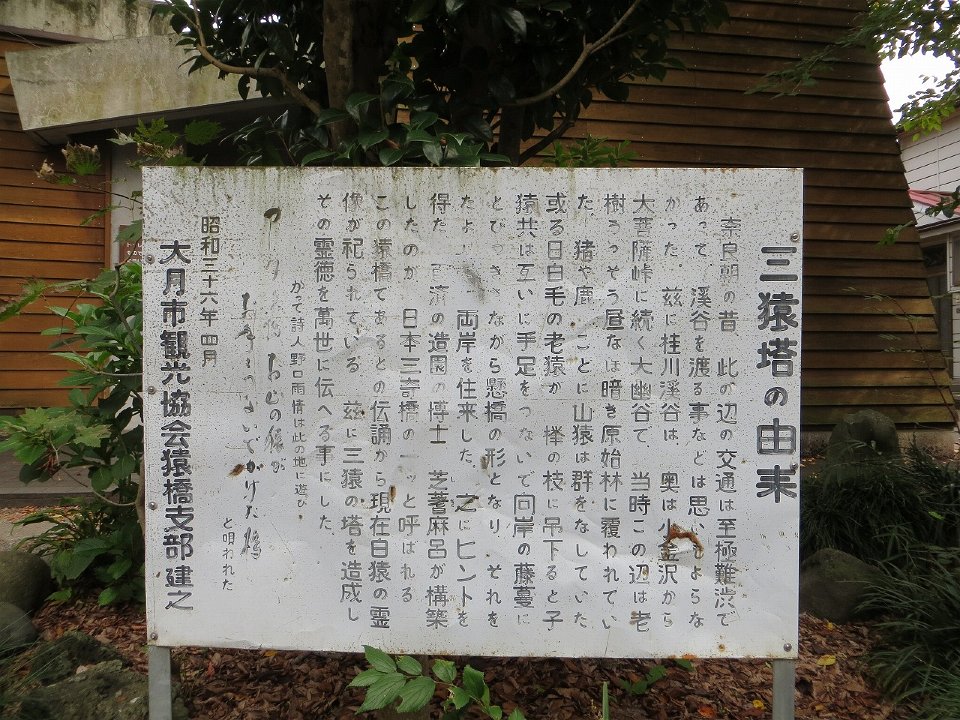 三猿塔の由来
奈良朝の昔 此の辺の交通は至極難渋で
あって、渓谷を渡る事などは思いもよらな
かった。茲に桂川渓谷は、奥は小金沢から
大菩薩峠に続く大幽谷で、当時この辺は老
樹うっそう昼なほ暗き原始林に覆われてい
た。猪や鹿、ことに山猿は群をなしていた
或る日白毛の老猿が 欅の枝に吊下ると子
猿共は互いに手足をつないで向岸の藤蔓に
とびつき ながら懸橋の形となり それを
たよ 両岸を往来した。之にヒントを
得た 百済の造園の博士 芝耆麻呂が構築
したのが 日本三奇橋の一ッと呼ばれる
この猿橋であるとの伝誦から現在白猿の霊
像が祀られている 茲に三猿の塔を造成し
その霊徳を萬世に伝へる事にした。
かって詩人野口雨情は此の地に遊び
の猿が
かけた橋
と唄われた
昭和三十六年 四月
大月市観光協会猿橋支部 建之